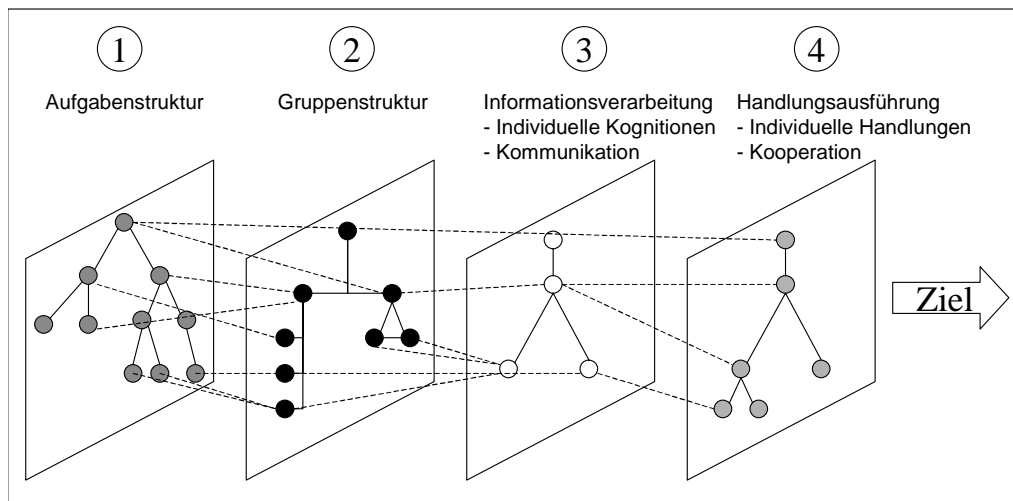 1
2
3
4
Aufgabenstruktur
Gruppenstruktur
Informationsverarbeitung
- Individuelle Kognitionen
- Kommunikation
Handlungsausführung
- Individuelle Handlungen
- Kooperation
Ziel